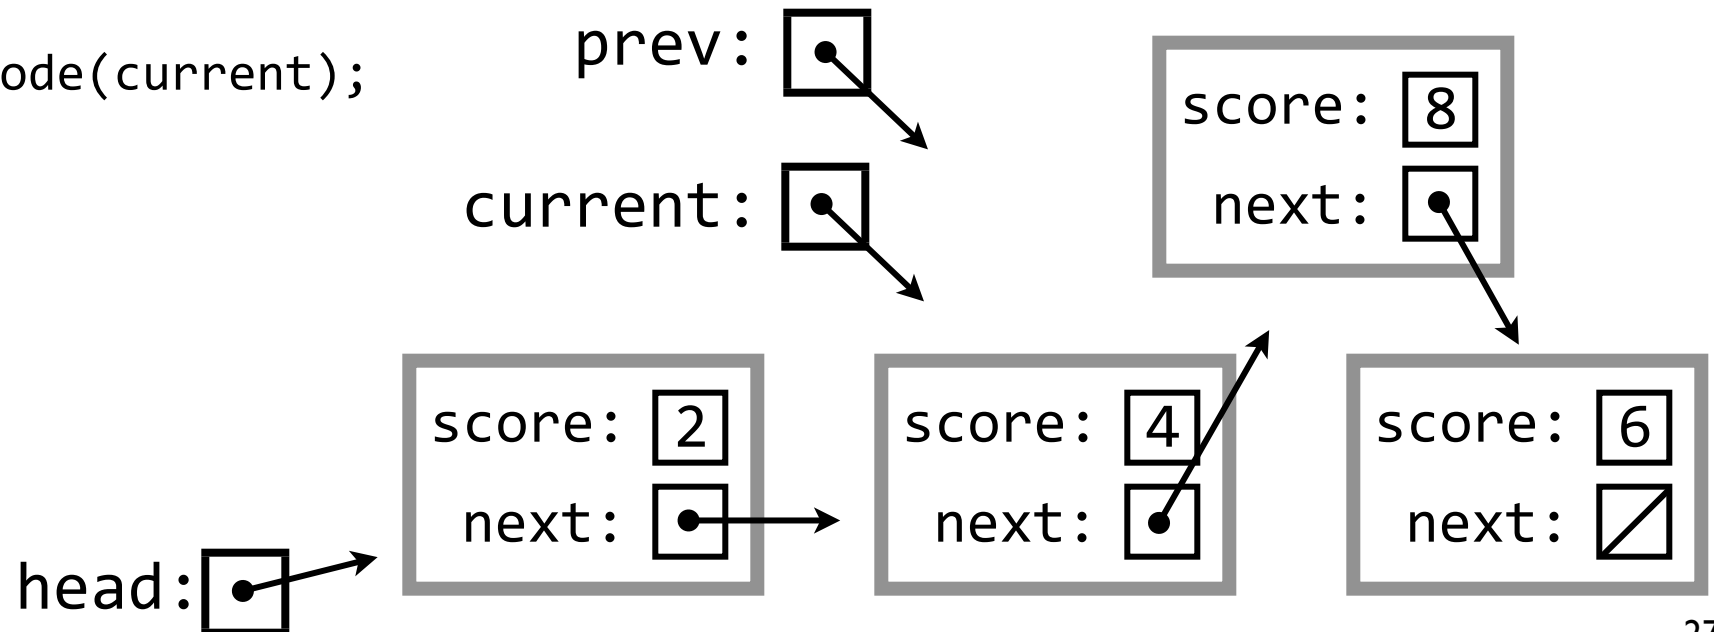 ode(current);
prev:
current:
score: 8
next:
score: 2
next:
score: 4
next:
score: 6
next:
head:
27